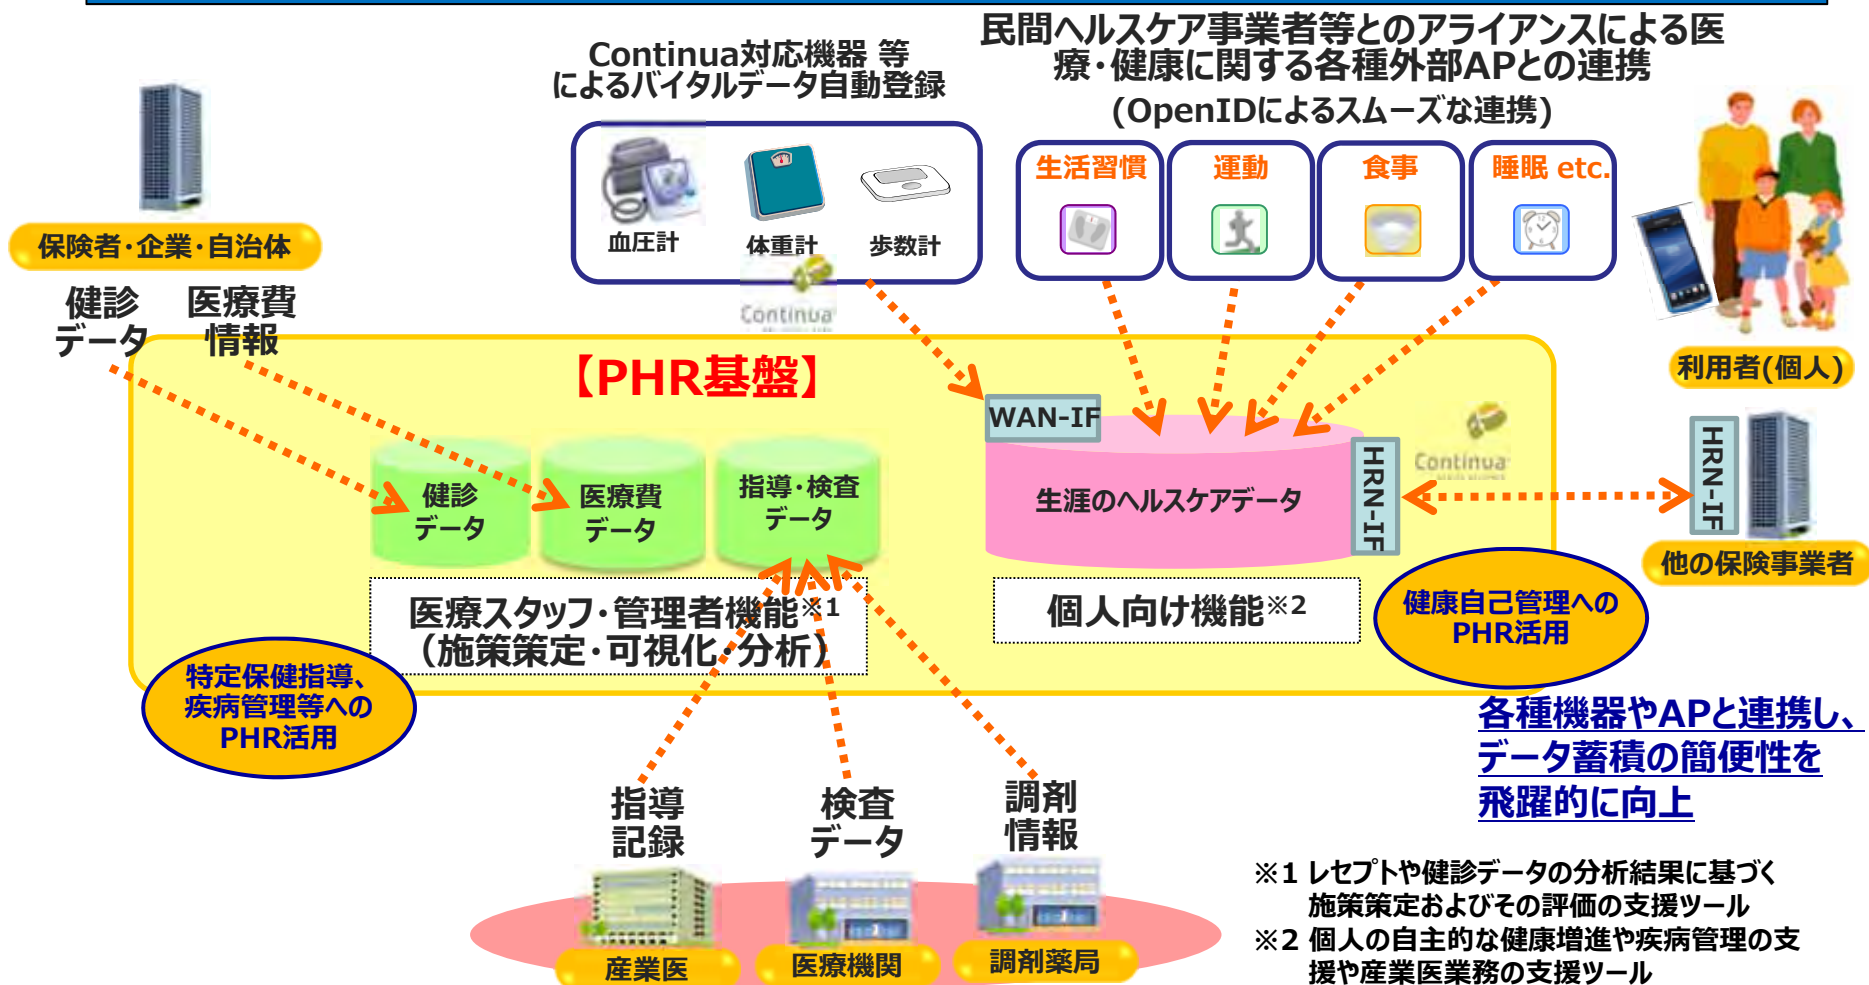 民間ヘルスケア事業者等とのアライアンスによる医
療・健康に関する各種外部APとの連携
(OpenIDによるスムーズな連携)
Continua対応機器 等
によるバイタルデータ自動登録
血圧計
体重計
歩数計
Continua
生活習慣
運動
食事
睡眠 etc.
保険者・企業・自治体
健診
データ
医療費
情報
利用者(個人)
【PHR基盤】
WAN-IF
健診
データ
医療費
データ
指導・検査
データ
生涯のヘルスケアデータ
HRN-IF
Continua
HRN-IF
他の保険事業者
医療スタッフ・管理者機能※1
（施策策定・可視化・分析）
個人向け機能※2
健康自己管理への
PHR活用
特定保健指導、
疾病管理等への
PHR活用
各種機器やAPと連携し、
データ蓄積の簡便性を
飛躍的に向上
指導
記録
検査
データ
調剤
情報
産業医
医療機関
調剤薬局
※1 レセプトや健診データの分析結果に基づく
施策策定およびその評価の支援ツール
※2 個人の自主的な健康増進や疾病管理の支
援や産業医業務の支援ツール